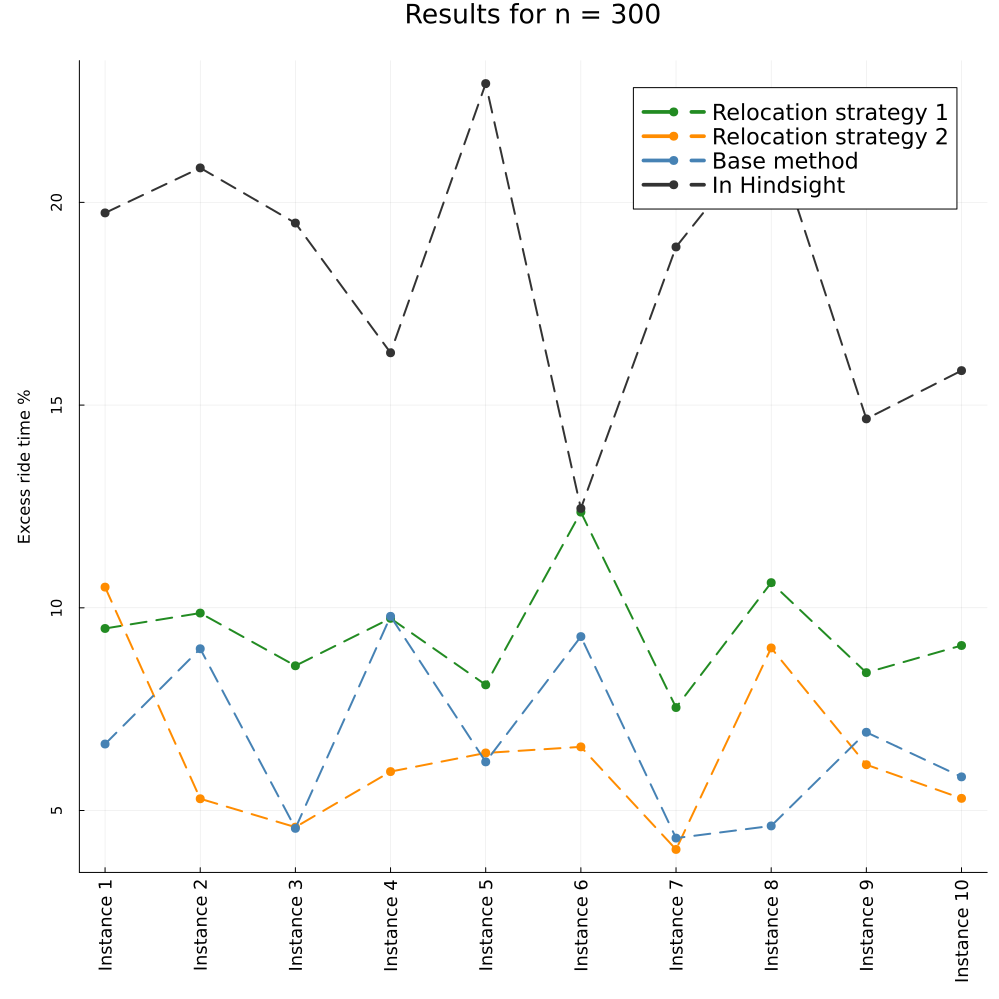 Results for n = 300
Relocation strategy 1
Relocation strategy 2
Base method
In Hindsight
Excess ride time %
20
15
10
5
Instance 1
Instance 2
Instance 3
Instance 4
Instance 5
Instance 6
Instance 7
Instance 8
Instance 9
Instance 10